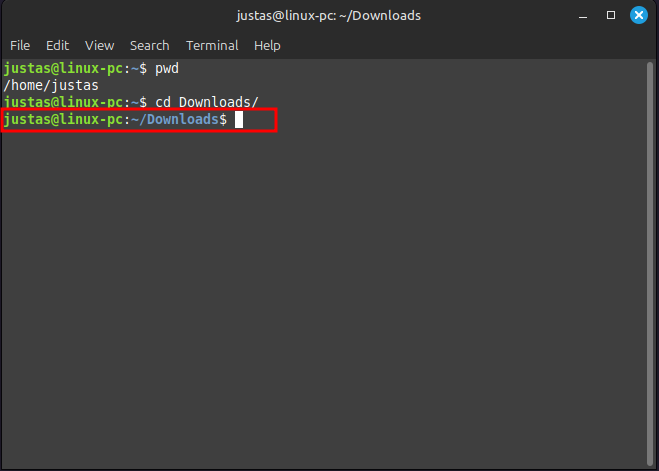 justas@linux-pc: ~/Downloads
File Edit View Search Terminal Help
justas@linux-pc:~$ pwd
/home/justas
justas@linux-pc:~$ cd Downloads/
justas@linux-pc:~/Downloads$